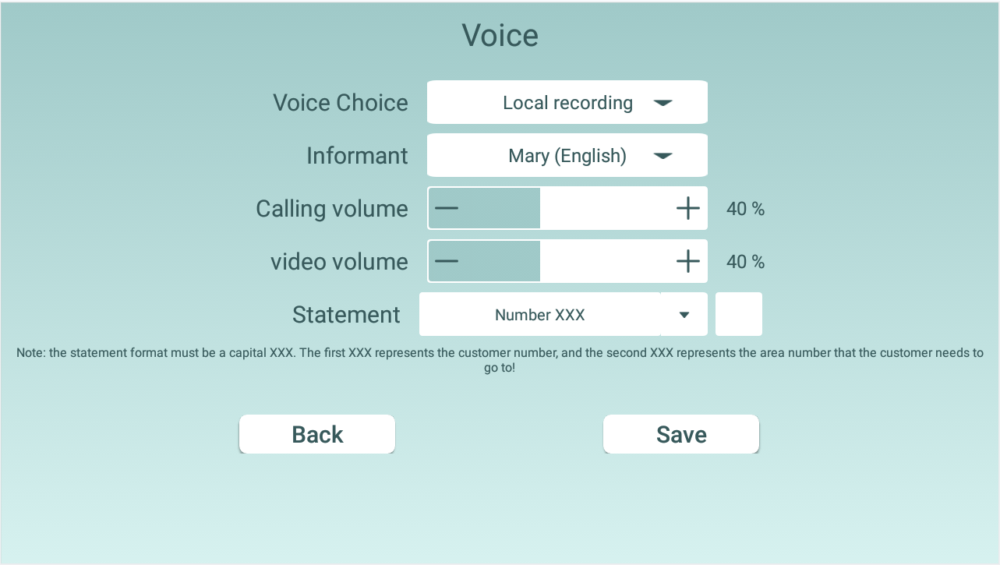 Voice
Voice Choice Local recording
Informant Mary (English)
Calling volume — + 40 %
video volume — + 40 %
Statement Number XXX
Note: the statement format must be a capital XXX. The first XXX represents the customer number, and the second XXX represents the area number that the customer needs to
go to!
Back Save